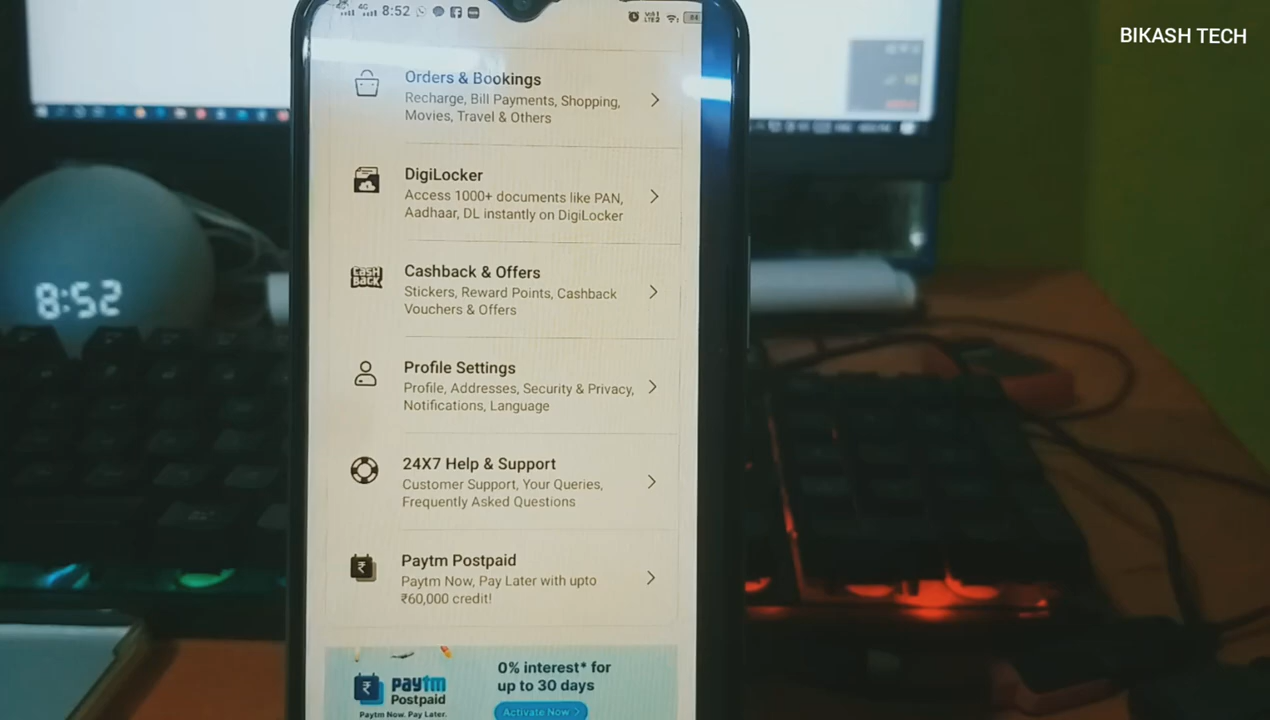 8:52
BIKASH TECH
84
Orders & Bookings
Recharge, Bill Payments, Shopping,
Movies, Travel & Others
DigiLocker
Access 1000+ documents like PAN,
Aadhaar, DL instantly on DigiLocker
CASH
BACK
Cashback & Offers
Stickers, Reward Points, Cashback
Vouchers & Offers
8:52
Profile Settings
Profile, Addresses, Security & Privacy,
Notifications, Language
24X7 Help & Support
Customer Support, Your Queries,
Frequently Asked Questions
₹
Paytm Postpaid
Paytm Now, Pay Later with upto
₹60,000 credit!
₹
paytm
Postpaid
Paytm Now. Pay Later.
0% interest* for
up to 30 days
Activate Now